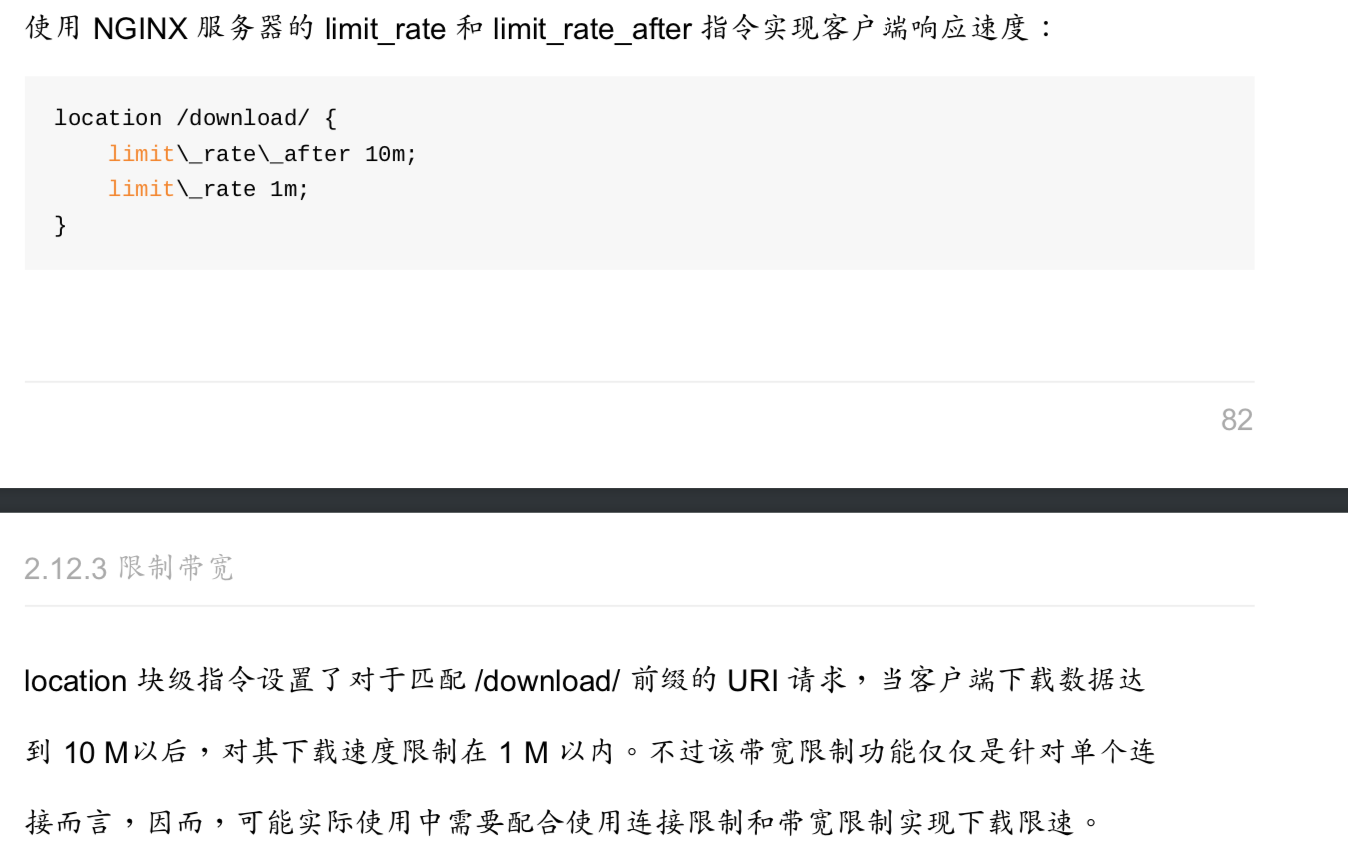 使用 NGINX 服务器的 limit_rate 和 limit_rate_after 指令实现客户端响应速度：
location /download/ {
    limit\_rate\_after 10m;
    limit\_rate 1m;
}
82
2.12.3 限制带宽
location 块级指令设置了对于匹配 /download/ 前缀的 URI 请求，当客户端下载数据达
到 10 M以后，对其下载速度限制在 1 M 以内。不过该带宽限制功能仅仅是针对单个连
接而言，因而，可能实际使用中需要配合使用连接限制和带宽限制实现下载限速。